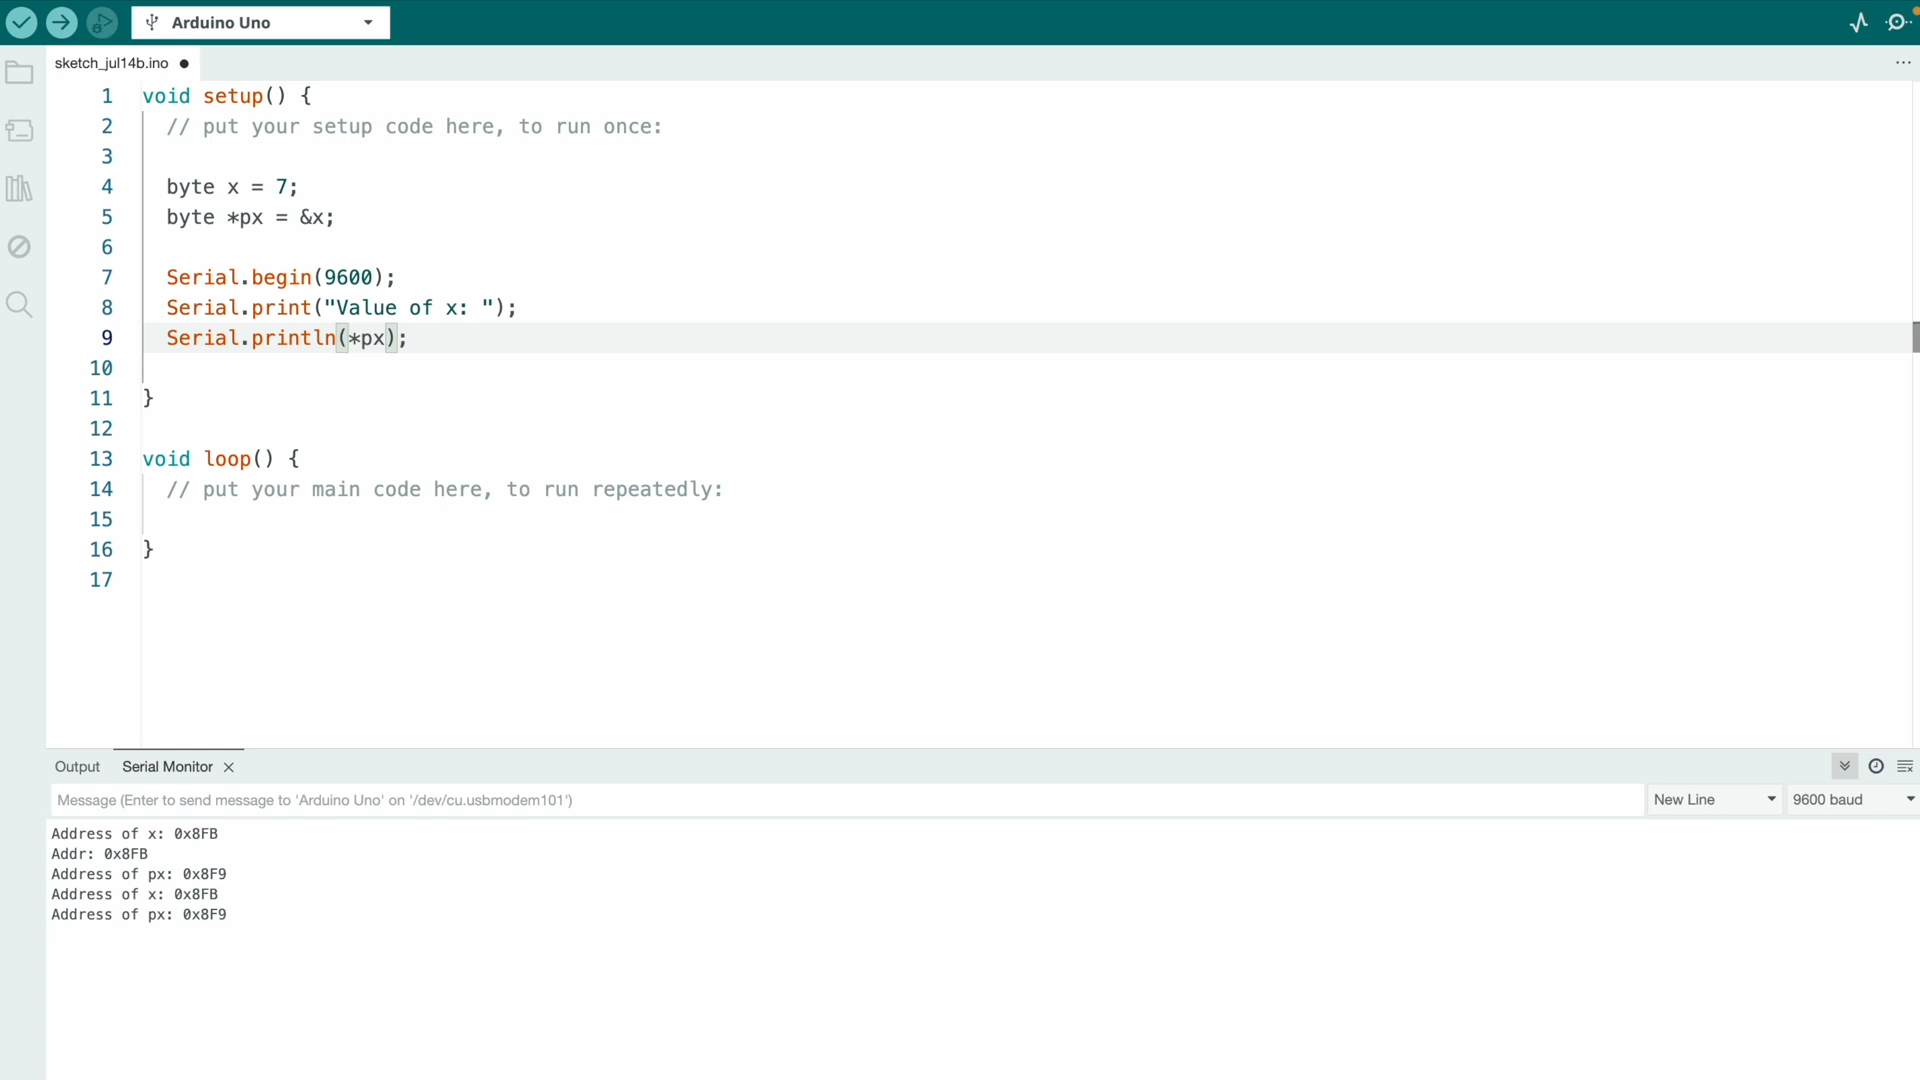 Arduino Uno
sketch_jul14b.ino
1 void setup() {
2 // put your setup code here, to run once:
3
4 byte x = 7;
5 byte *px = &x;
6
7 Serial.begin(9600);
8 Serial.print("Value of x: ");
9 Serial.println(*px);
10
11 }
12
13 void loop() {
14 // put your main code here, to run repeatedly:
15
16 }
17
Output Serial Monitor
Message (Enter to send message to 'Arduino Uno' on '/dev/cu.usbmodem101') New Line 9600 baud
Address of x: 0x8FB
Addr: 0x8FB
Address of px: 0x8F9
Address of x: 0x8FB
Address of px: 0x8F9